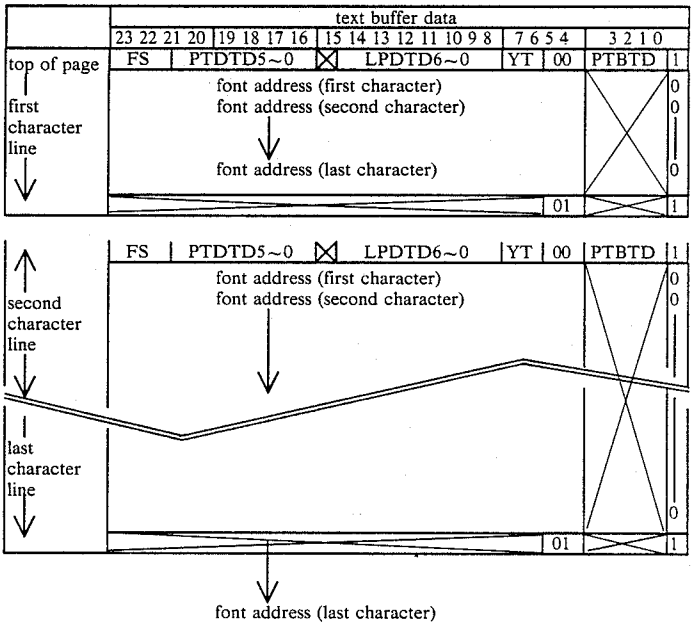 text buffer data
23 22 21 20 19 18 17 16 15 14 13 12 11 10 9 8 7 6 5 4 3 2 1 0
top of page FS PTDTD5~0 LPDTD6~0 YT 00 PTBTD 1
font address (first character) 0
first font address (second character) 0
character
line
font address (last character) 0
01 1
FS PTDTD5~0 LPDTD6~0 YT 00 PTBTD 1
font address (first character) 0
second font address (second character) 0
character
line
last
character
line
0
01 1
font address (last character)